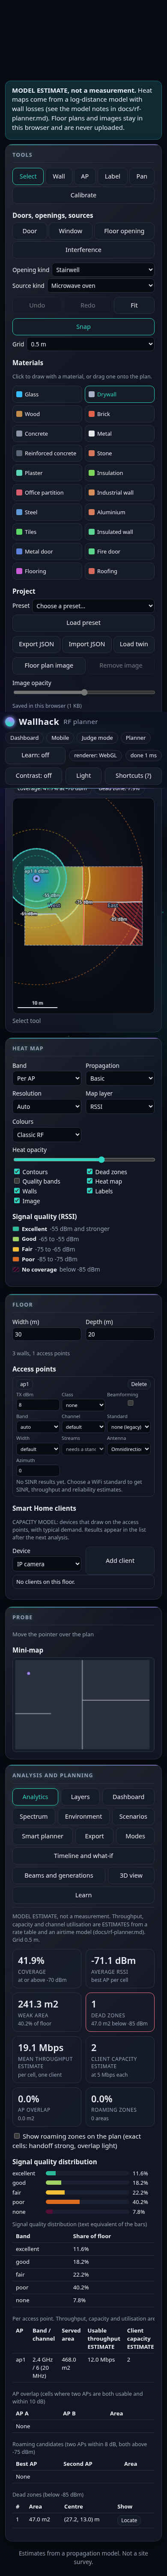 MODEL ESTIMATE, not a measurement. Heat
maps come from a log-distance model with
wall losses (see the model notes in docs/rf-
planner.md). Floor plans and images stay in
this browser and are never uploaded.
TOOLS
Select Wall AP Label Pan
Calibrate
Doors, openings, sources
Door Window Floor opening
Interference
Opening kind Stairwell
Source kind Microwave oven
Undo Redo Fit
Snap
Grid 0.5 m
Materials
Click to draw with a material, or drag one onto the plan.
Glass Drywall
Wood Brick
Concrete Metal
Reinforced concrete Stone
Plaster Insulation
Office partition Industrial wall
Steel Aluminium
Tiles Insulated wall
Metal door Fire door
Flooring Roofing
Project
Preset Choose a preset...
Load preset
Export JSON Import JSON Load twin
Floor plan image Remove image
Image opacity
Saved in this browser (1 KB)
Wallhack RF planner
Dashboard Mobile Judge mode Planner
Learn: off renderer: WebGL done 1 ms
Contrast: off Light Shortcuts (?)
10 m
Select tool
HEAT MAP
Band Propagation
Per AP Basic
Resolution Map layer
Auto RSSI
Colours
Classic RF
Heat opacity
Contours Dead zones
Quality bands Heat map
Walls Labels
Image
Signal quality (RSSI)
Excellent -55 dBm and stronger
Good -65 to -55 dBm
Fair -75 to -65 dBm
Poor -85 to -75 dBm
No coverage below -85 dBm
FLOOR
Width (m) Depth (m)
30 20
3 walls, 1 access points
Access points
ap1 Delete
TX dBm Class Beamforming
8 none
Band Channel Standard
auto default none (legacy)
Width Streams Antenna
default needs a standard Omnidirectional
Azimuth
0
No SINR results yet. Choose a WiFi standard to get
SINR, throughput and reliability estimates.
Smart Home clients
CAPACITY MODEL: devices that draw on the access
points, with typical demand. Results appear in the list
after the next analysis.
Device
IP camera Add client
No clients on this floor.
PROBE
Move the pointer over the plan
Mini-map
ANALYSIS AND PLANNING
Analytics Layers Dashboard
Spectrum Environment Scenarios
Smart planner Export Modes
Timeline and what-if
Beams and generations 3D view
Learn
MODEL ESTIMATE, not a measurement. Throughput,
capacity and channel utilisation are ESTIMATES from a
rate table and an airtime model (docs/rf-planner.md).
Grid 0.5 m.
41.9%
COVERAGE
at or above -70 dBm
-71.1 dBm
AVERAGE RSSI
best AP per cell
241.3 m2
WEAK AREA
40.2% of floor
1
DEAD ZONES
47.0 m2 below -85 dBm
19.1 Mbps
MEAN THROUGHPUT
ESTIMATE
per cell, one client
2
CLIENT CAPACITY
ESTIMATE
at 5 Mbps each
0.0%
AP OVERLAP
0.0 m2
0.0%
ROAMING ZONES
0 areas
Show roaming zones on the plan (exact
cells: handoff strong, overlap light)
Signal quality distribution
excellent 11.6%
good 18.2%
fair 22.2%
poor 40.2%
none 7.8%
Signal quality distribution (text equivalent of the bars)
Band Share of floor
excellent 11.6%
good 18.2%
fair 22.2%
poor 40.2%
none 7.8%
Per access point. Throughput, capacity and utilisation are
AP Band / channel Served area Usable throughput ESTIMATE Client capacity ESTIMATE
ap1 2.4 GHz / 6 (20 MHz) 468.0 m2 12.0 Mbps 2
AP overlap (cells where two APs are both usable and
within 10 dB)
AP A AP B Area
None
Roaming candidates (two APs within 8 dB, both above
-75 dBm)
Best AP Second AP Area
None
Dead zones (below -85 dBm)
# Area Centre Show
1 47.0 m2 (27.2, 13.0) m Locate
Estimates from a propagation model. Not a site
survey.